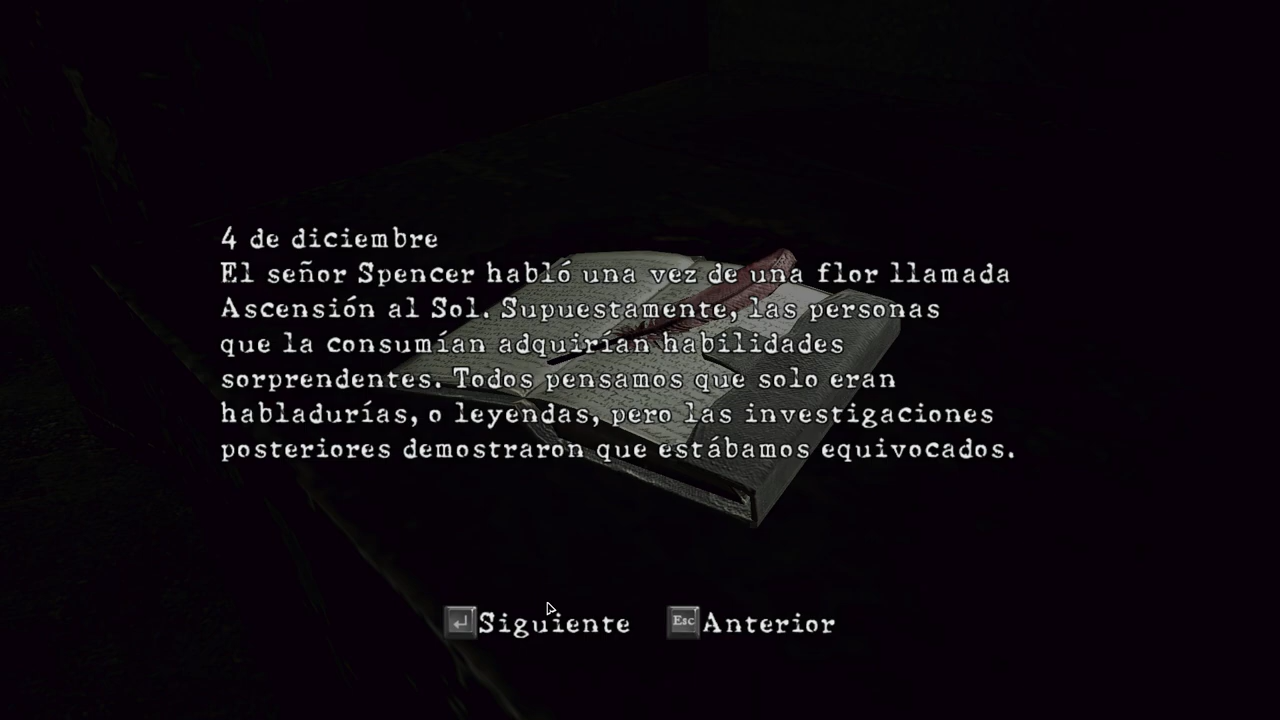 4 de diciembre
El señor Spencer habló una vez de una flor llamada
Ascensión al Sol. Supuestamente, las personas
que la consumían adquirían habilidades
sorprendentes. Todos pensamos que solo eran
habladurías, o leyendas, pero las investigaciones
posteriores demostraron que estábamos equivocados.
Siguiente Esc Anterior